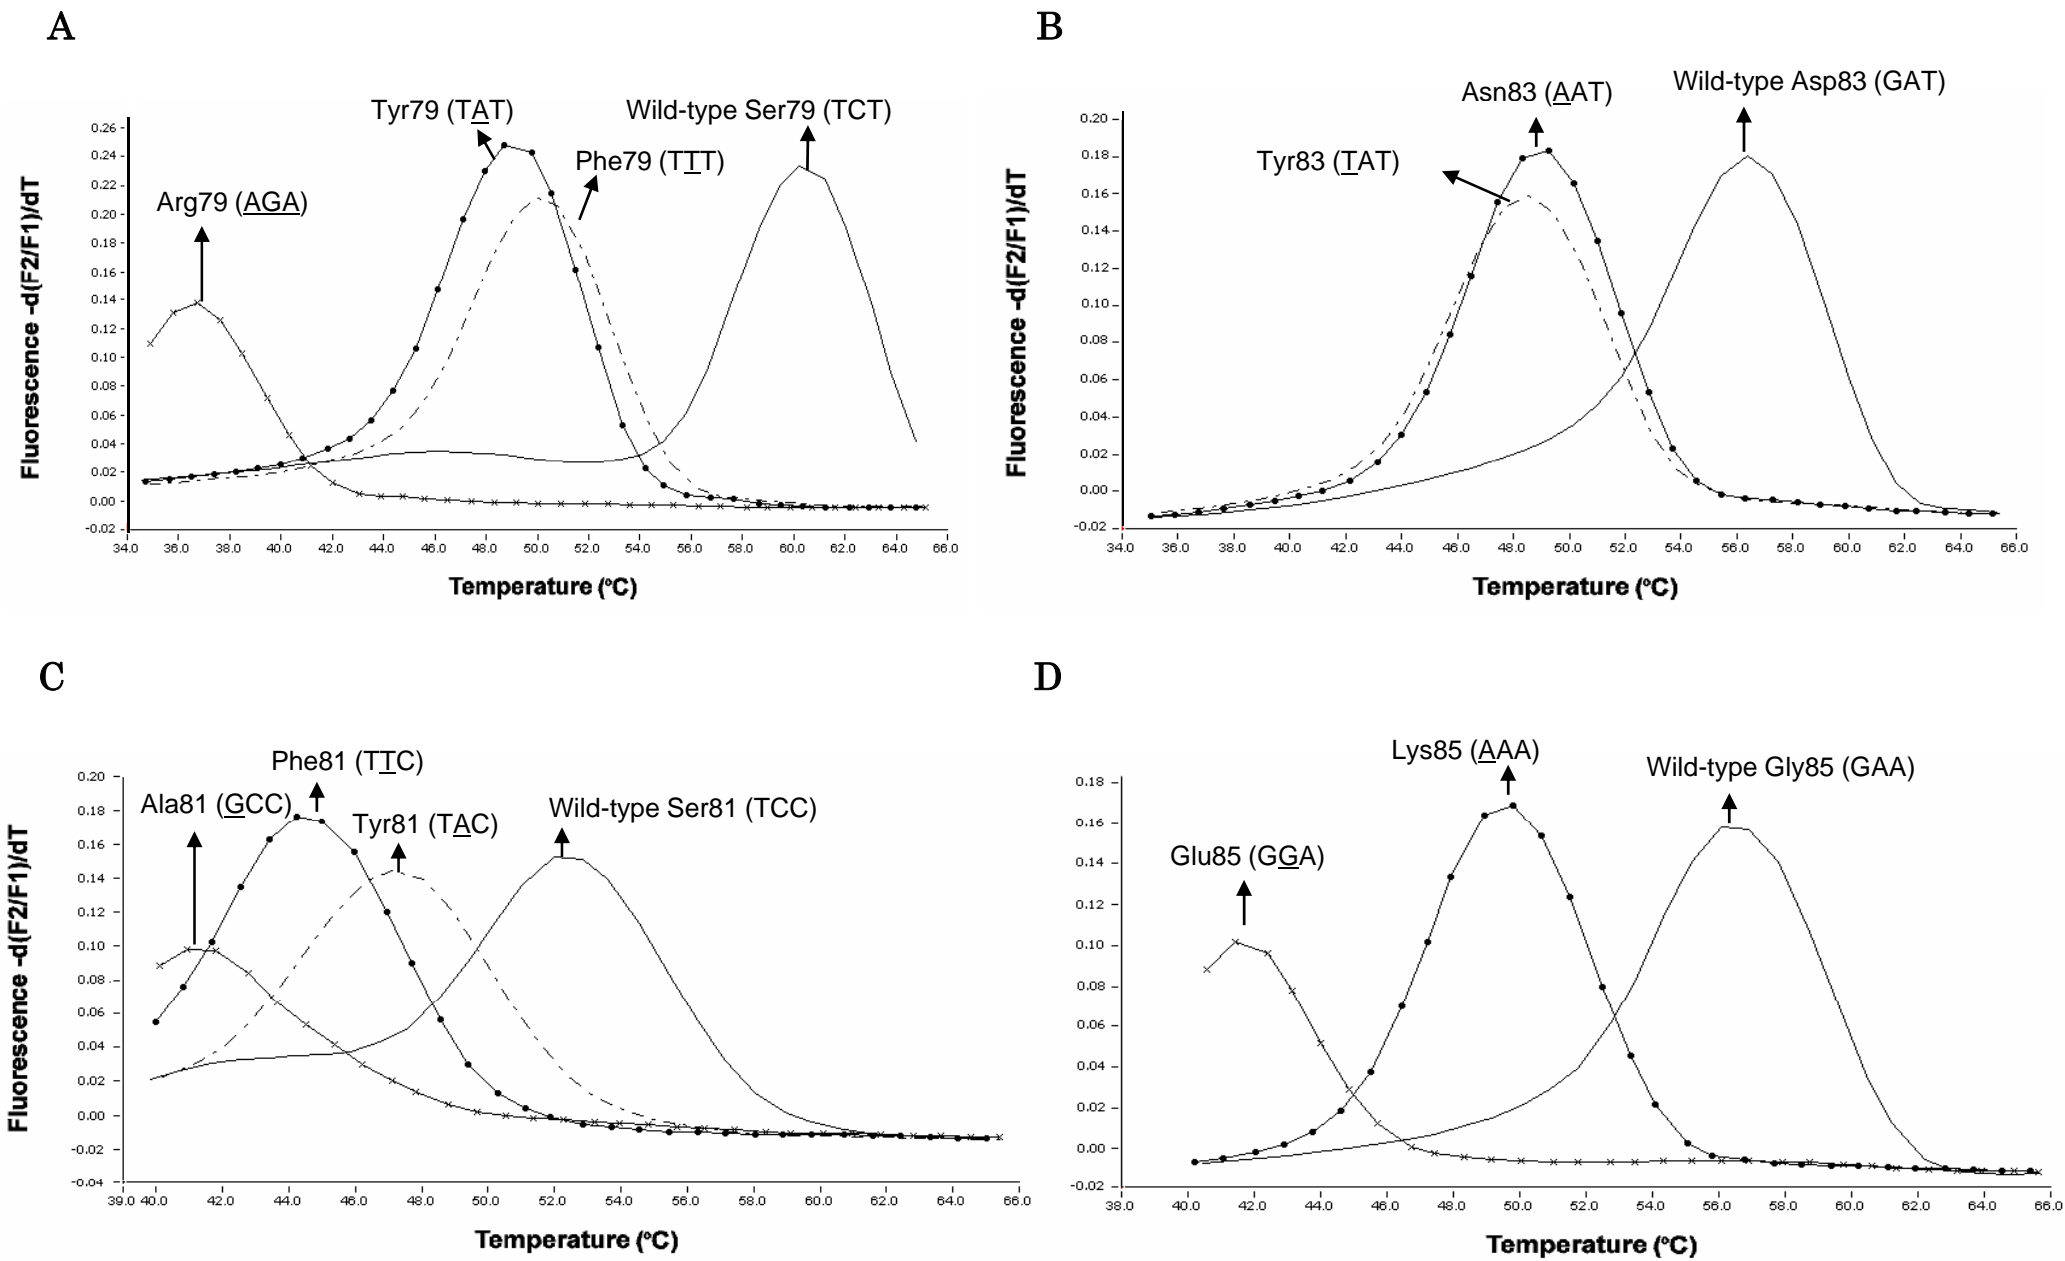 A
Tyr79 (TAT)
Wild-type Ser79 (TCT)
Phe79 (TTT)
Arg79 (AGA)
Fluorescence -d(F2/F1)/dT
0.26
0.24
0.22
0.20
0.18
0.16
0.14
0.12
0.10
0.08
0.06
0.04
0.02
0.00
-0.02
34.0 36.0 38.0 40.0 42.0 44.0 46.0 48.0 50.0 52.0 54.0 56.0 58.0 60.0 62.0 64.0 66.0
Temperature (ºC)
B
Asn83 (AAT)
Wild-type Asp83 (GAT)
Tyr83 (TAT)
Fluorescence -d(F2/F1)/dT
0.20
0.18
0.16
0.14
0.12
0.10
0.08
0.06
0.04
0.02
0.00
-0.02
34.0 36.0 38.0 40.0 42.0 44.0 46.0 48.0 50.0 52.0 54.0 56.0 58.0 60.0 62.0 64.0 66.0
Temperature (ºC)
C
Phe81 (TTC)
Ala81 (GCC)
Tyr81 (TAC)
Wild-type Ser81 (TCC)
Fluorescence -d(F2/F1)/dT
0.20
0.18
0.16
0.14
0.12
0.10
0.08
0.06
0.04
0.02
0.00
-0.02
-0.04
39.0 40.0 42.0 44.0 46.0 48.0 50.0 52.0 54.0 56.0 58.0 60.0 62.0 64.0 66.0
Temperature (ºC)
D
Lys85 (AAA)
Wild-type Gly85 (GAA)
Glu85 (GGA)
0.18
0.16
0.14
0.12
0.10
0.08
0.06
0.04
0.02
0.00
-0.02
38.0 40.0 42.0 44.0 46.0 48.0 50.0 52.0 54.0 56.0 58.0 60.0 62.0 64.0 66.0
Temperature (ºC)